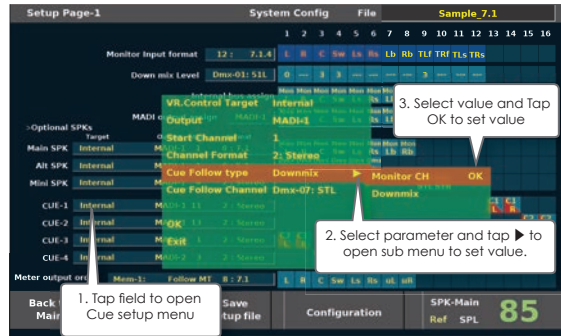 Setup Page-1 System Config File Sample_7.1
1 2 3 4 5 6 7 8 9 10 11 12 13 14 15 16
Monitor Input format 12 : 7.1.4 L R C Sw Ls Rs Lb Rb TLf TRf TLs TRs
Down mix Level Dmx-01: 51L 0 --- 3 3 --- --- --- --- 3 --- --- ---
VR.Control Target Internal
Output MADI-1
Start Channel 1
Channel Format 2: Stereo
Cue Follow type Downmix ▶
Cue Follow Channel Dmx-07: STL
OK
Exit
Monitor CH OK
Downmix
3. Select value and Tap
OK to set value
2. Select parameter and tap ▶ to
open sub menu to set value.
1. Tap field to open
Cue setup menu
>Optional SPKs
Target
Main SPK Internal
Alt SPK Internal
Mini SPK Internal
CUE-1 Internal
CUE-2 Internal
CUE-3 Internal
CUE-4 Internal
Meter output Mem-1: Follow MT 8 : 7.1 L R C Sw Ls Rs
Configuration
SPK-Main
Ref SPL
85